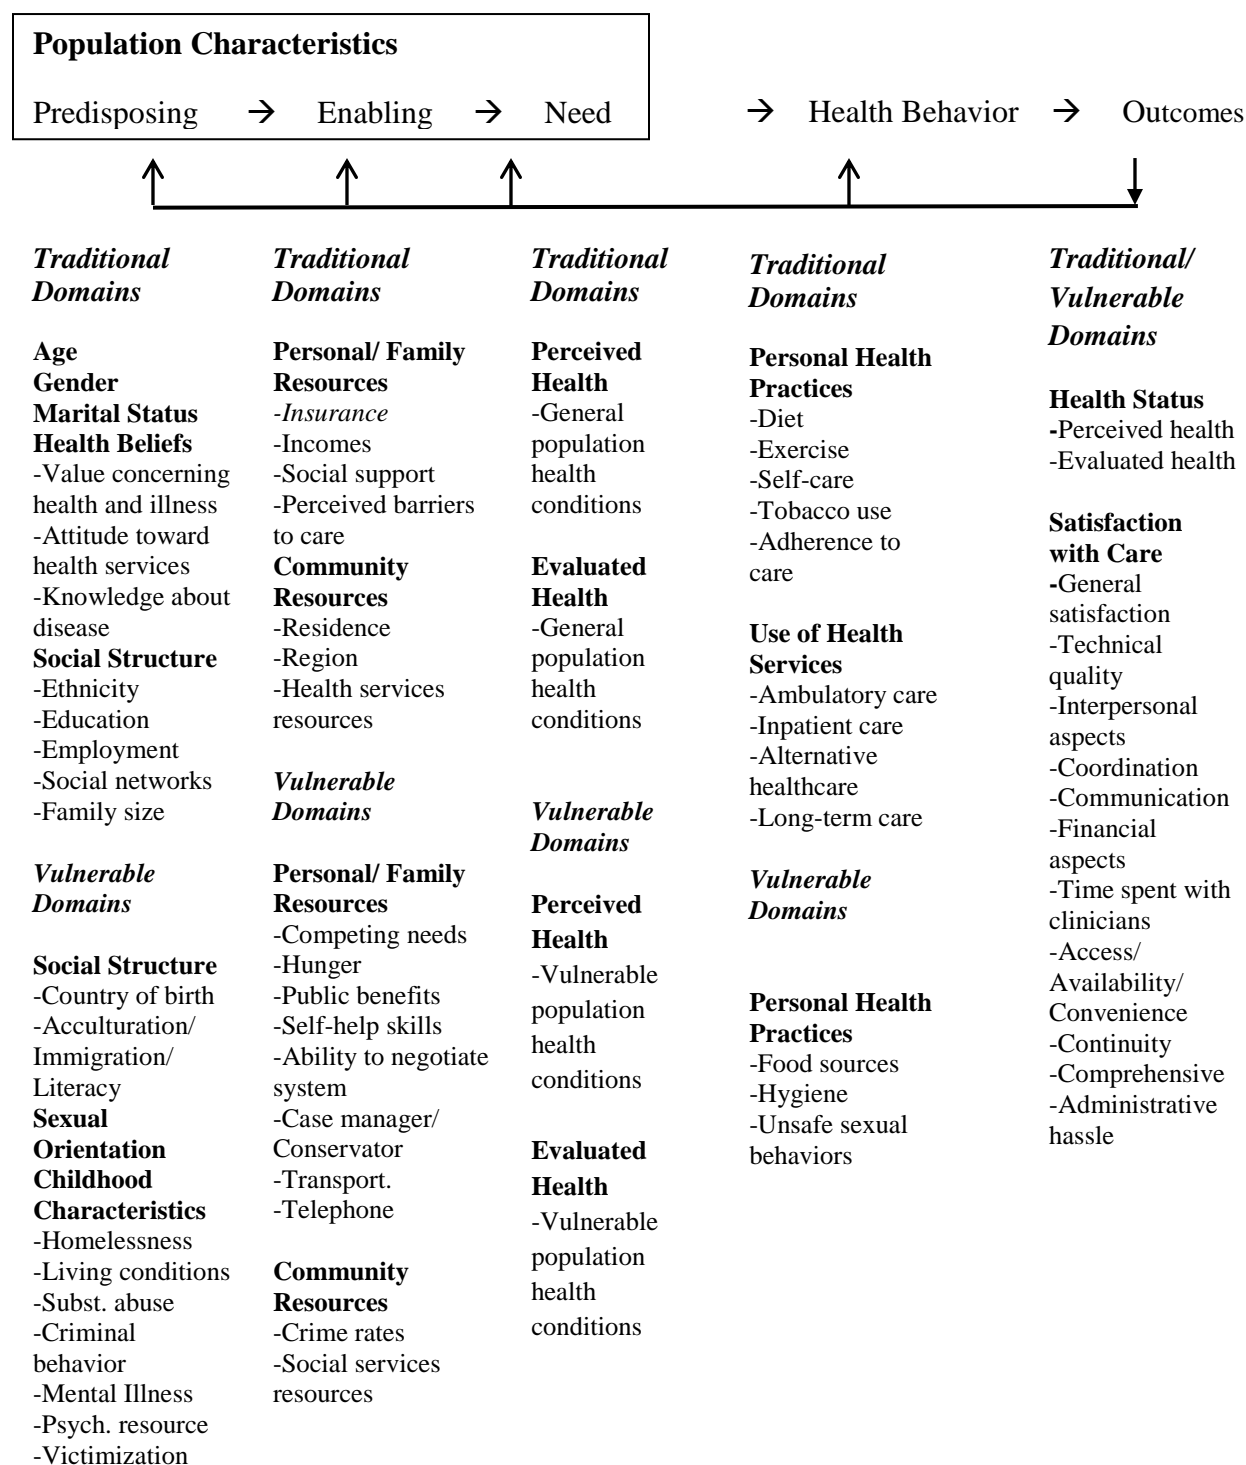 Population Characteristics
Predisposing → Enabling → Need → Health Behavior → Outcomes
Traditional
Domains
Age
Gender
Marital Status
Health Beliefs
-Value concerning
health and illness
-Attitude toward
health services
-Knowledge about
disease
Social Structure
-Ethnicity
-Education
-Employment
-Social networks
-Family size
Vulnerable
Domains
Social Structure
-Country of birth
-Acculturation/
Immigration/
Literacy
Sexual
Orientation
Childhood
Characteristics
-Homelessness
-Living conditions
-Subst. abuse
-Criminal
behavior
-Mental Illness
-Psych. resource
-Victimization
Traditional
Domains
Personal/ Family
Resources
-Insurance
-Incomes
-Social support
-Perceived barriers
to care
Community
Resources
-Residence
-Region
-Health services
resources
Vulnerable
Domains
Personal/ Family
Resources
-Competing needs
-Hunger
-Public benefits
-Self-help skills
-Ability to negotiate
system
-Case manager/
Conservator
-Transport.
-Telephone
Community
Resources
-Crime rates
-Social services
resources
Traditional
Domains
Perceived
Health
-General
population
health
conditions
Evaluated
Health
-General
population
health
conditions
Vulnerable
Domains
Perceived
Health
-Vulnerable
population
health
conditions
Evaluated
Health
-Vulnerable
population
health
conditions
Traditional
Domains
Personal Health
Practices
-Diet
-Exercise
-Self-care
-Tobacco use
-Adherence to
care
Use of Health
Services
-Ambulatory care
-Inpatient care
-Alternative
healthcare
-Long-term care
Vulnerable
Domains
Personal Health
Practices
-Food sources
-Hygiene
-Unsafe sexual
behaviors
Traditional/
Vulnerable
Domains
Health Status
-Perceived health
-Evaluated health
Satisfaction
with Care
-General
satisfaction
-Technical
quality
-Interpersonal
aspects
-Coordination
-Communication
-Financial
aspects
-Time spent with
clinicians
-Access/
Availability/
Convenience
-Continuity
-Comprehensive
-Administrative
hassle